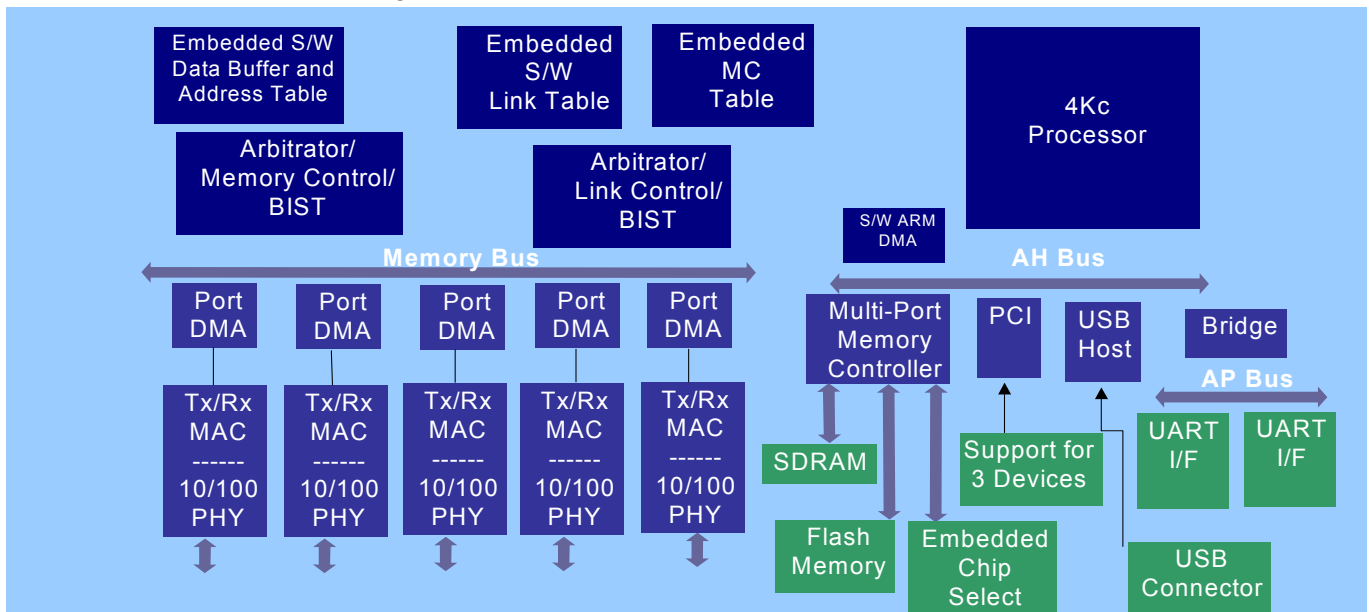 Embedded S/W
Data Buffer and
Address Table
Embedded
S/W
Link Table
Embedded
MC
Table
4Kc
Processor
Arbitrator/
Memory Control/
BIST
Arbitrator/
Link Control/
BIST
S/W ARM
DMA
Memory Bus
AH Bus
Port
DMA
Port
DMA
Port
DMA
Port
DMA
Port
DMA
Multi-Port
Memory
Controller
PCI
USB
Host
Bridge
AP Bus
Tx/Rx
MAC
------
10/100
PHY
Tx/Rx
MAC
------
10/100
PHY
Tx/Rx
MAC
------
10/100
PHY
Tx/Rx
MAC
------
10/100
PHY
Tx/Rx
MAC
------
10/100
PHY
SDRAM
Support for
3 Devices
UART
I/F
UART
I/F
Flash
Memory
Embedded
Chip
Select
USB
Connector